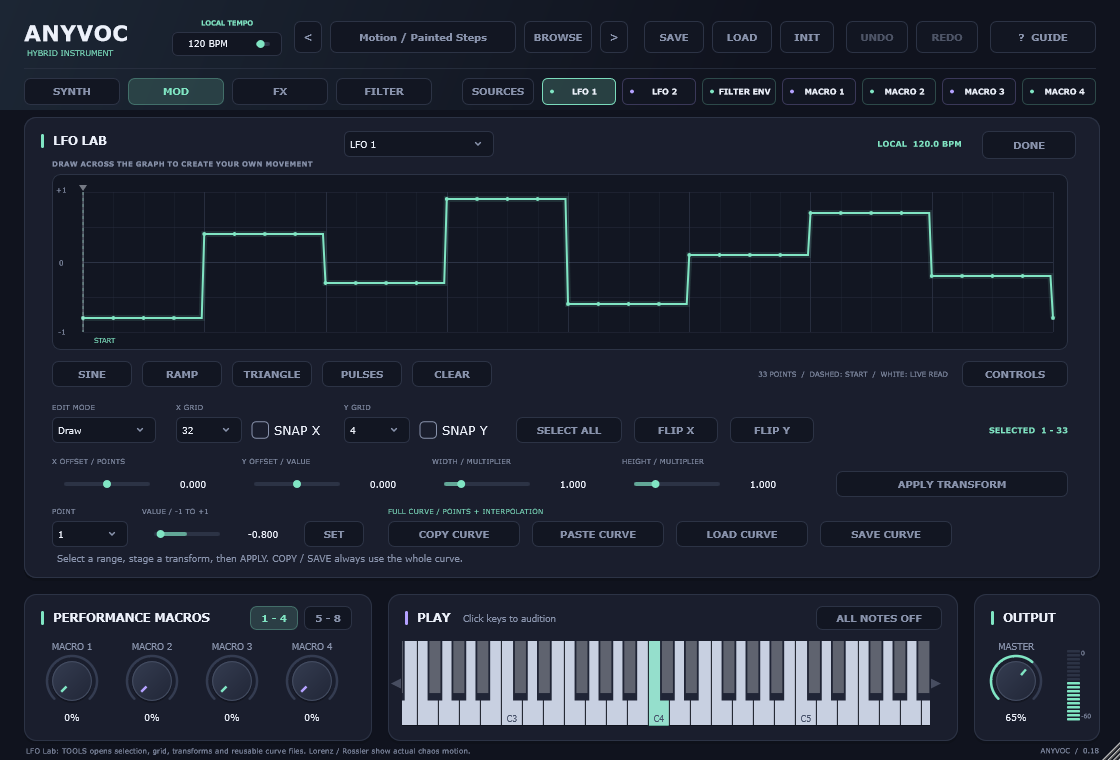 ANYVOC
HYBRID INSTRUMENT
LOCAL TEMPO
120 BPM
<
Motion / Painted Steps
BROWSE
>
SAVE
LOAD
INIT
UNDO
REDO
? GUIDE
SYNTH
MOD
FX
FILTER
SOURCES
LFO 1
LFO 2
FILTER ENV
MACRO 1
MACRO 2
MACRO 3
MACRO 4
LFO LAB
LFO 1
LOCAL 120.0 BPM
DONE
DRAW ACROSS THE GRAPH TO CREATE YOUR OWN MOVEMENT
+1
0
-1
START
SINE
RAMP
TRIANGLE
PULSES
CLEAR
33 POINTS / DASHED: START / WHITE: LIVE READ
CONTROLS
EDIT MODE
X GRID
Y GRID
Draw
32
SNAP X
4
SNAP Y
SELECT ALL
FLIP X
FLIP Y
SELECTED 1 - 33
X OFFSET / POINTS
Y OFFSET / VALUE
WIDTH / MULTIPLIER
HEIGHT / MULTIPLIER
0.000
0.000
1.000
1.000
APPLY TRANSFORM
POINT
VALUE / -1 TO +1
FULL CURVE / POINTS + INTERPOLATION
1
-0.800
SET
COPY CURVE
PASTE CURVE
LOAD CURVE
SAVE CURVE
Select a range, stage a transform, then APPLY. COPY / SAVE always use the whole curve.
PERFORMANCE MACROS
1 - 4
5 - 8
MACRO 1
MACRO 2
MACRO 3
MACRO 4
0%
0%
0%
0%
PLAY
Click keys to audition
ALL NOTES OFF
C3
C4
C5
OUTPUT
MASTER
0
-60
65%
LFO Lab: TOOLS opens selection, grid, transforms and reusable curve files. Lorenz / Rossler show actual chaos motion.
ANYVOC / 0.18